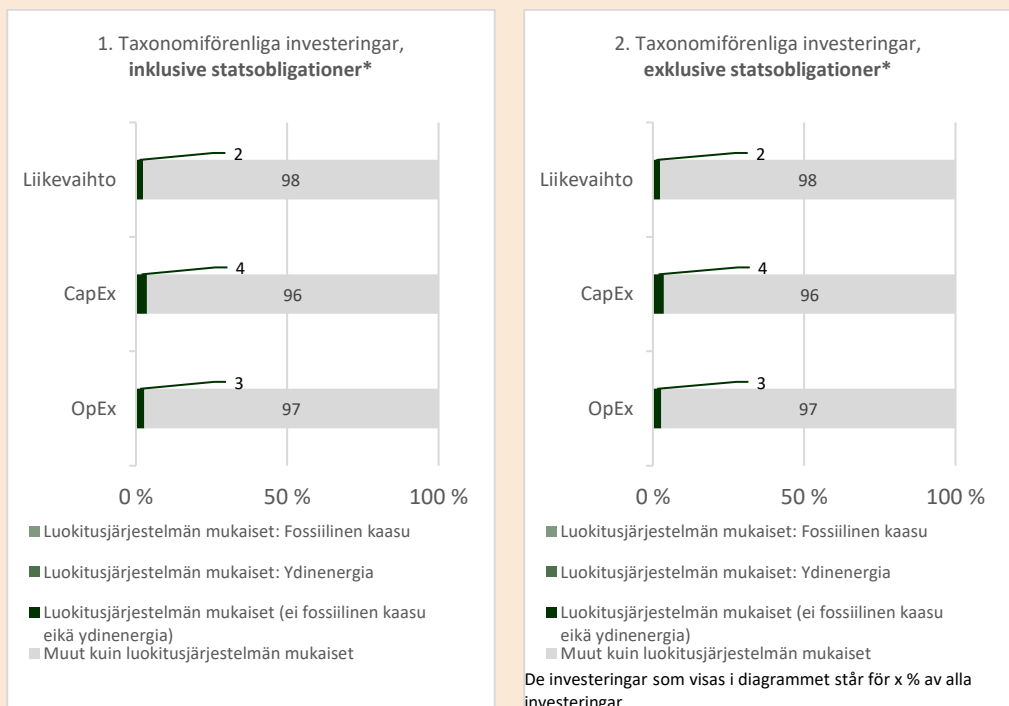 1. Taxonomiförenliga investeringar,
inklusive statsobligationer*
Liikevaihto
2
98
CapEx
4
96
OpEx
3
97
0 %
50 %
100 %
Luokitusjärjestelmän mukaiset: Fossiilinen kaasu
Luokitusjärjestelmän mukaiset: Ydinenergia
Luokitusjärjestelmän mukaiset (ei fossiilinen kaasu
eikä ydinenergia)
Muut kuin luokitusjärjestelmän mukaiset
2. Taxonomiförenliga investeringar,
exklusive statsobligationer*
Liikevaihto
2
98
CapEx
4
96
OpEx
3
97
0 %
50 %
100 %
Luokitusjärjestelmän mukaiset: Fossiilinen kaasu
Luokitusjärjestelmän mukaiset: Ydinenergia
Luokitusjärjestelmän mukaiset (ei fossiilinen kaasu
eikä ydinenergia)
Muut kuin luokitusjärjestelmän mukaiset
De investeringar som visas i diagrammet står för x % av alla
investeringar